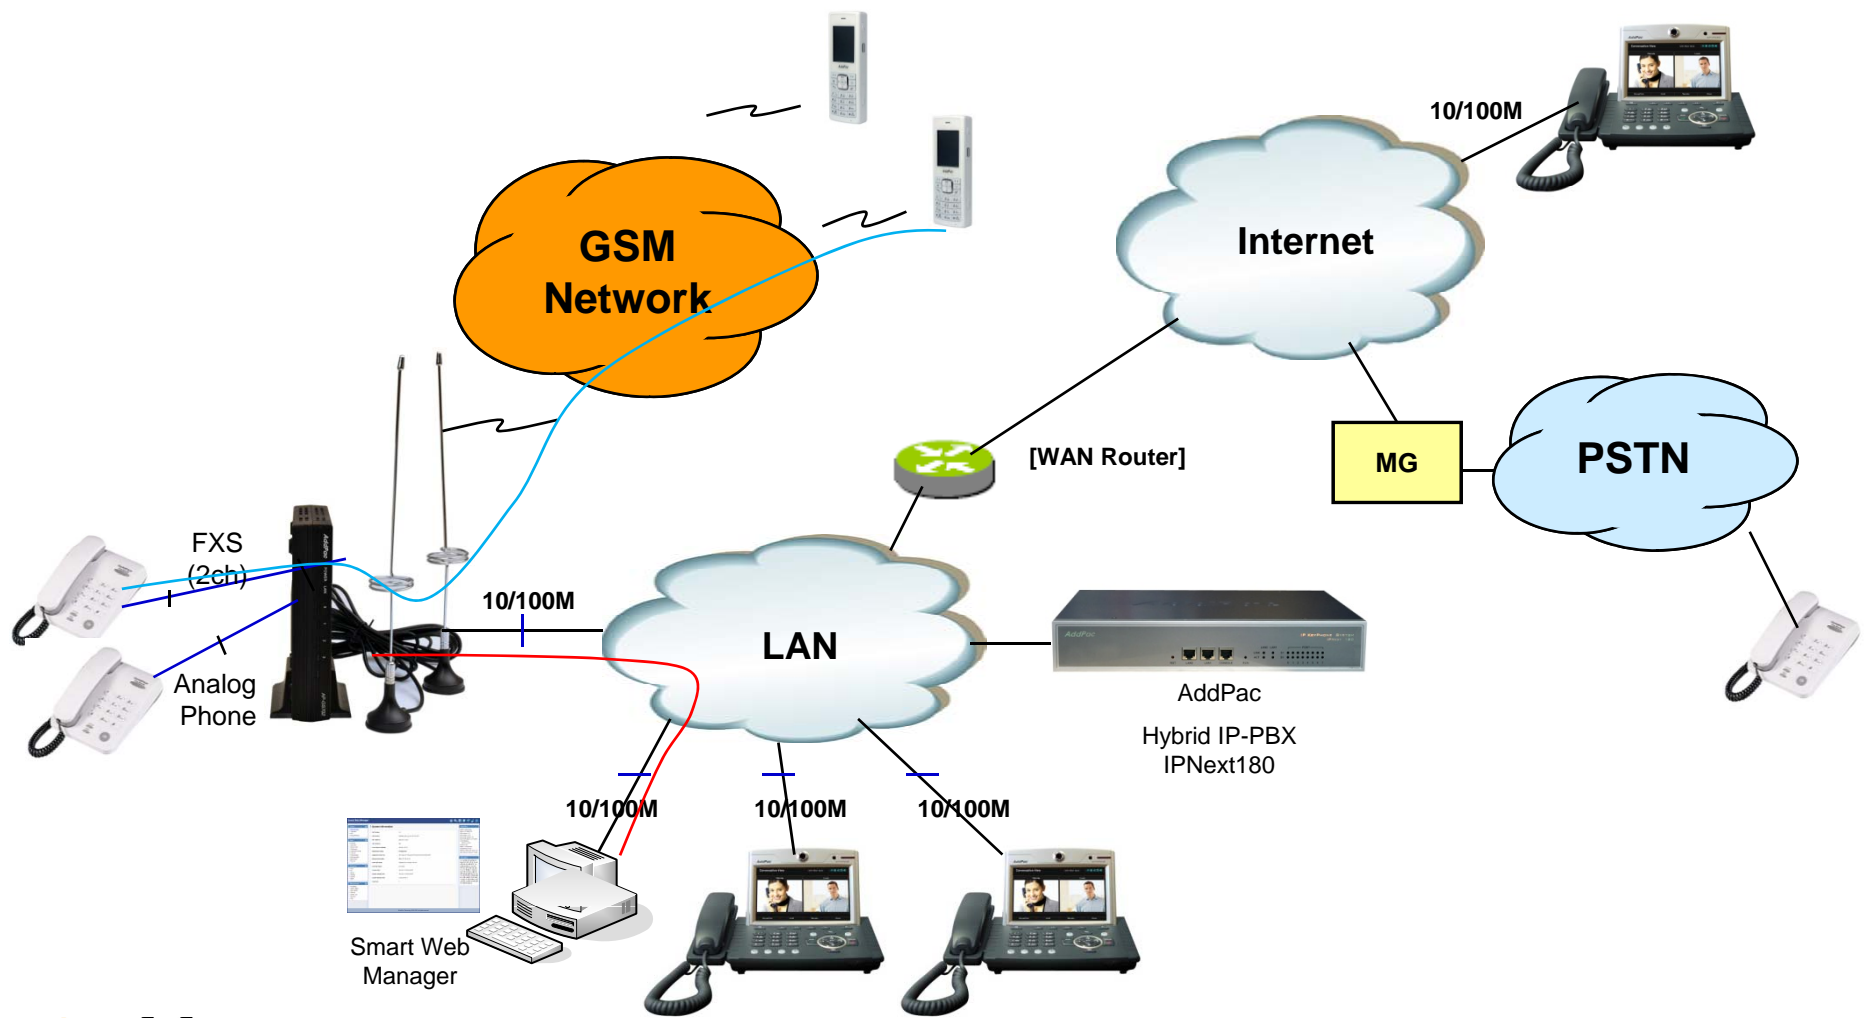 10/100M
GSM
Network
Internet
[WAN Router]
MG
PSTN
FXS
(2ch)
10/100M
LAN
AddPac
AddPac
Analog
Phone
Hybrid IP-PBX
IPNext180
10/100M
10/100M
10/100M
Smart Web
Manager